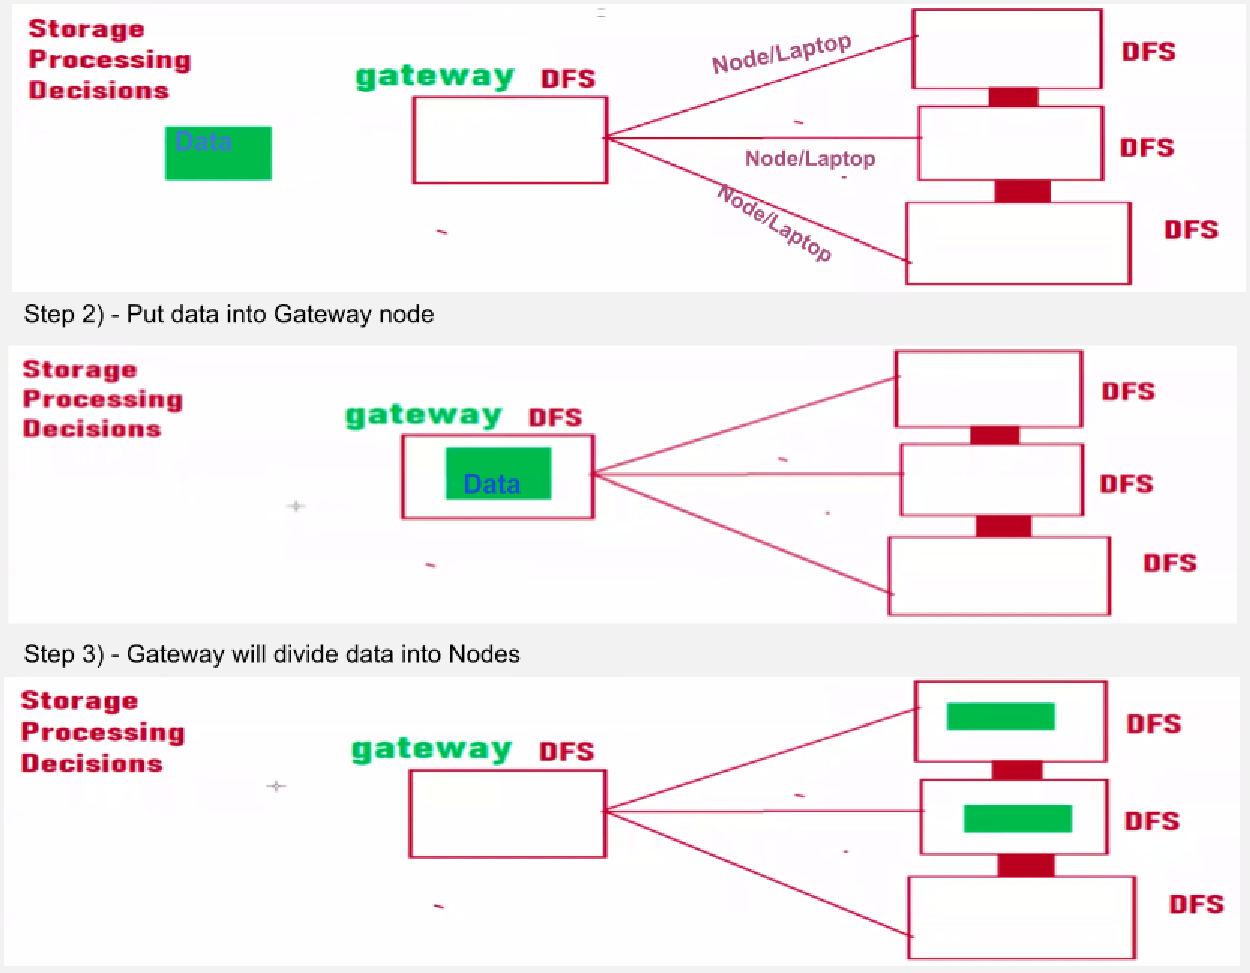 Storage
Processing
Decisions
Data
gateway DFS
Node/Laptop
Node/Laptop
Node/Laptop
DFS
DFS
DFS
Step 2) - Put data into Gateway node
Storage
Processing
Decisions
gateway DFS
Data
DFS
DFS
DFS
Step 3) - Gateway will divide data into Nodes
Storage
Processing
Decisions
gateway DFS
DFS
DFS
DFS